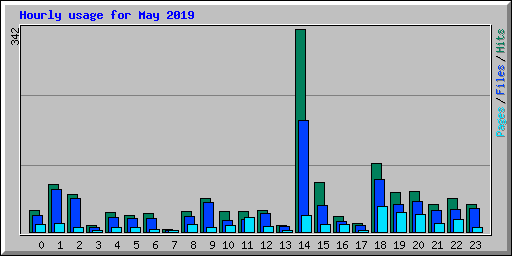 Hourly usage for May 2019
342
Pages/Files/Hits
0 1 2 3 4 5 6 7 8 9 10 11 12 13 14 15 16 17 18 19 20 21 22 23